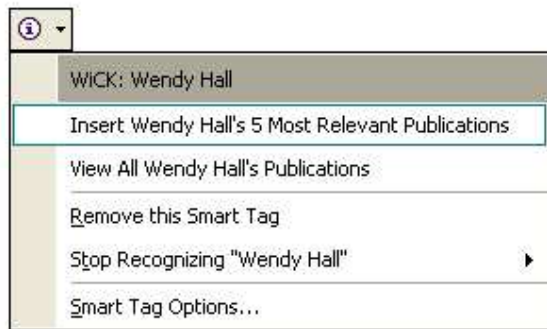 WiCK: Wendy Hall
Insert Wendy Hall's 5 Most Relevant Publications
View All Wendy Hall's Publications
Remove this Smart Tag
Stop Recognizing "Wendy Hall"
Smart Tag Options...